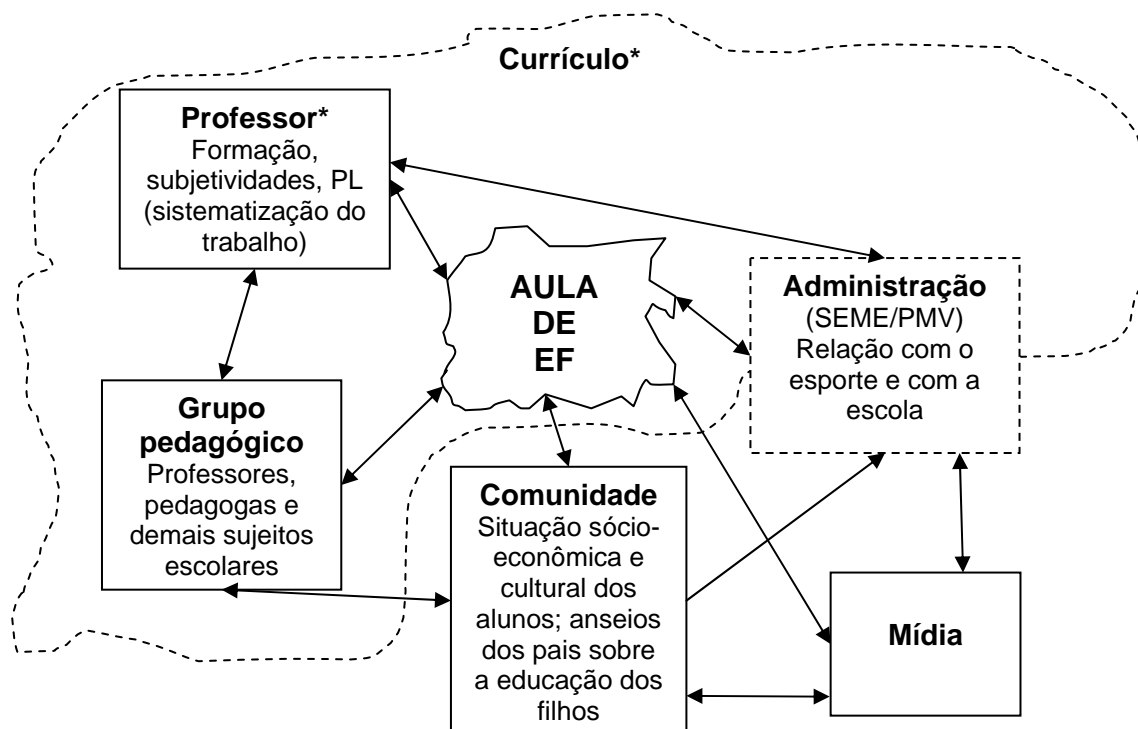 Currículo*
Professor*
Formação,
subjetividades, PL
(sistematização do
trabalho)
AULA
DE
EF
Administração
(SEME/PMV)
Relação com o
esporte e com a
escola
Grupo
pedagógico
Professores,
pedagogas e
demais sujeitos
escolares
Comunidade
Situação sócio-
econômica e
cultural dos
alunos; anseios
dos pais sobre
a educação dos
filhos
Mídia